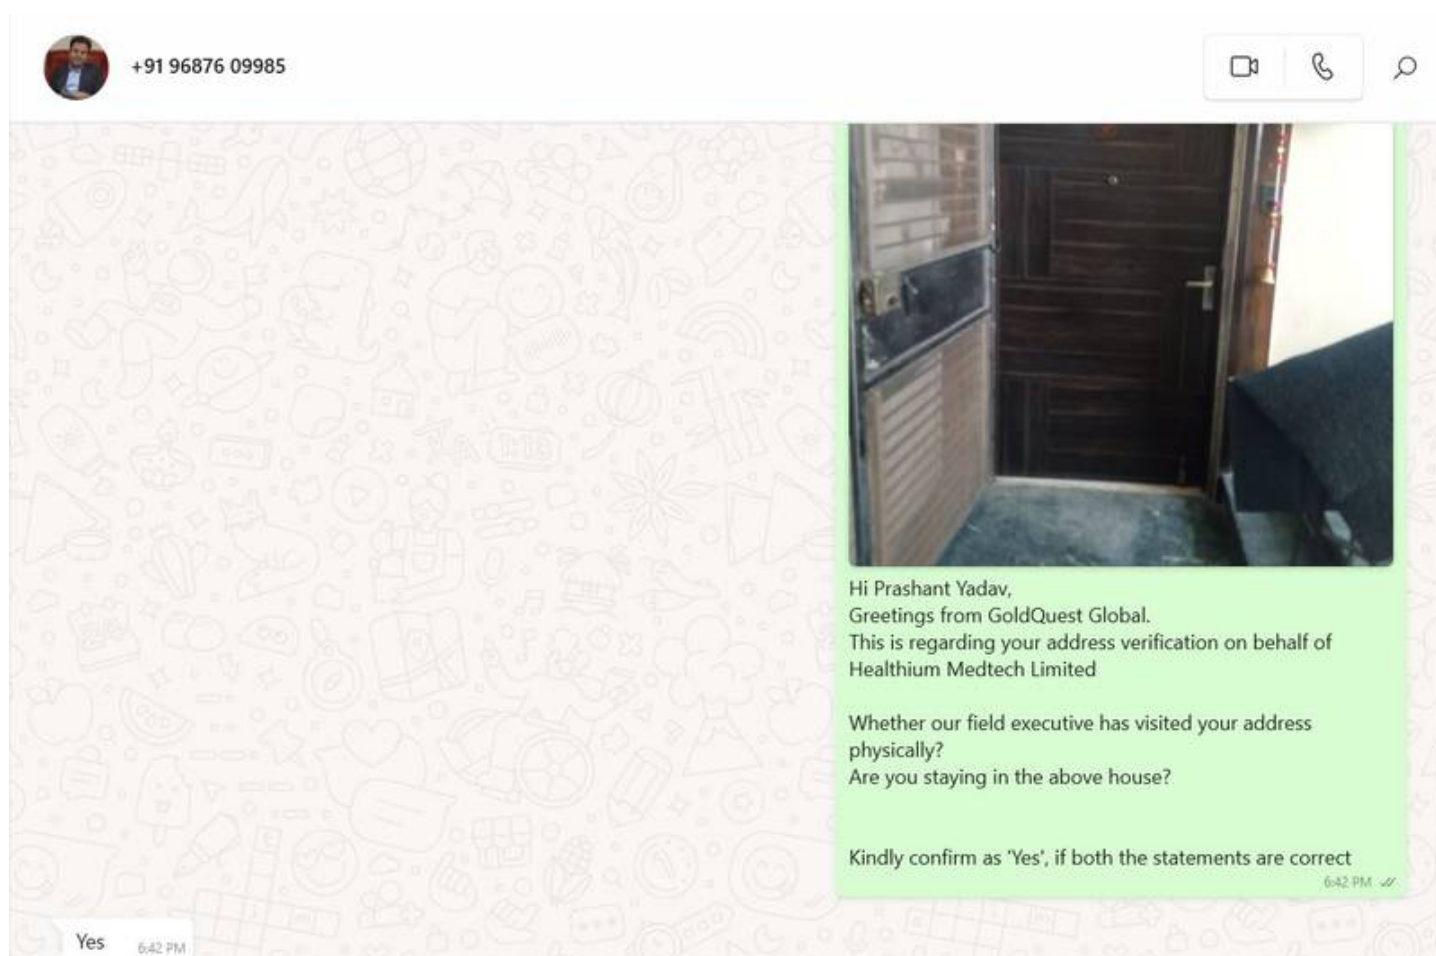 +91 96876 09985
Hi Prashant Yadav,
Greetings from GoldQuest Global.
This is regarding your address verification on behalf of
Healthium Medtech Limited
Whether our field executive has visited your address
physically?
Are you staying in the above house?
Kindly confirm as 'Yes', if both the statements are correct
6:42 PM
Yes 6:42 PM